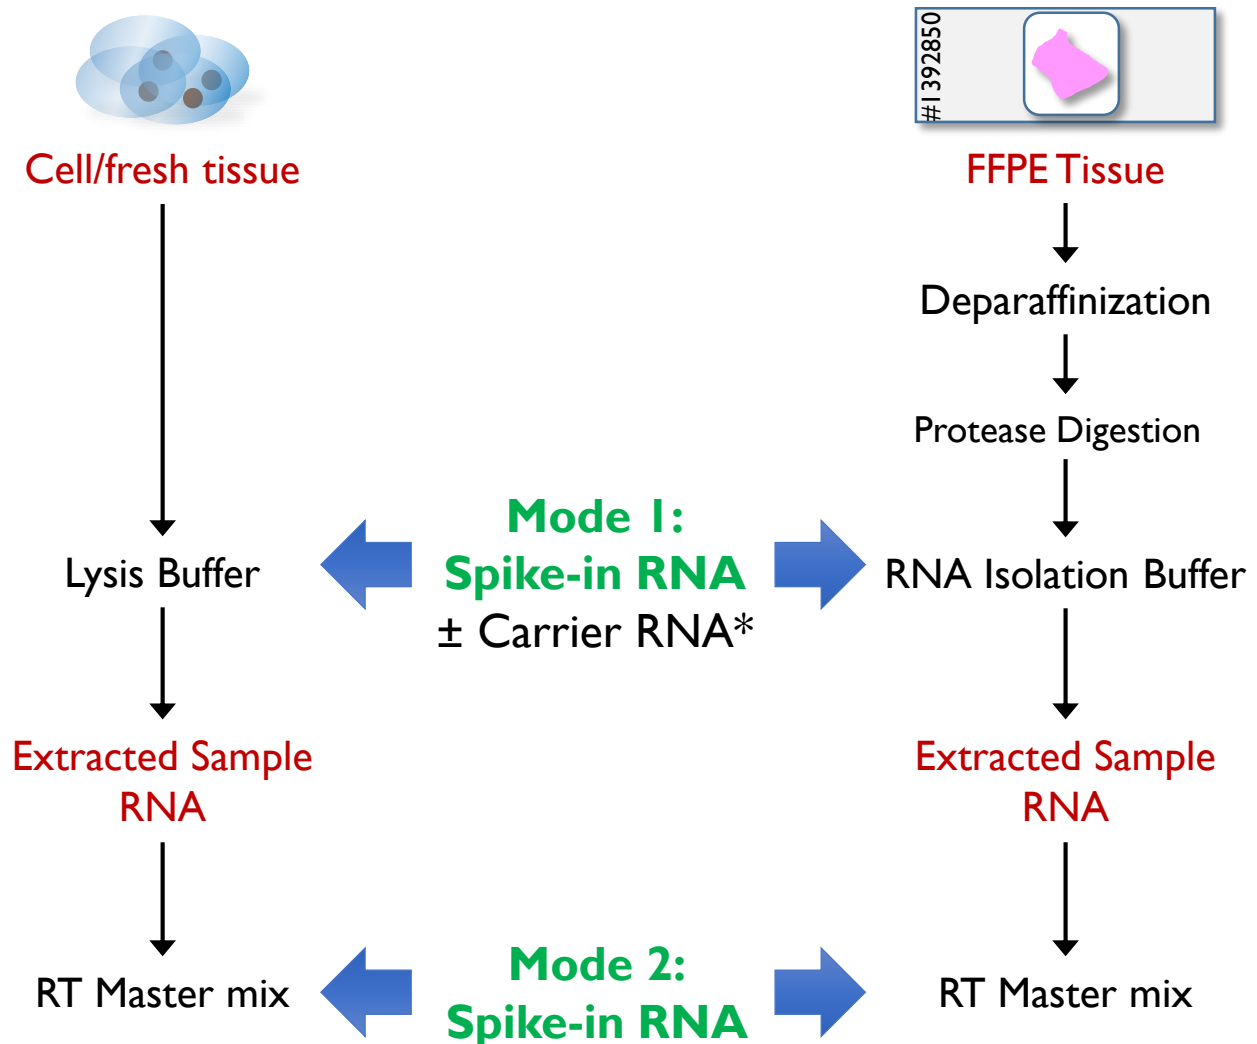 #1392850
Cell/fresh tissue
FFPE Tissue
Deparaffinization
Protease Digestion
Mode 1:
Spike-in RNA
± Carrier RNA*
Lysis Buffer
RNA Isolation Buffer
Extracted Sample
RNA
Extracted Sample
RNA
Mode 2:
Spike-in RNA
RT Master mix
RT Master mix